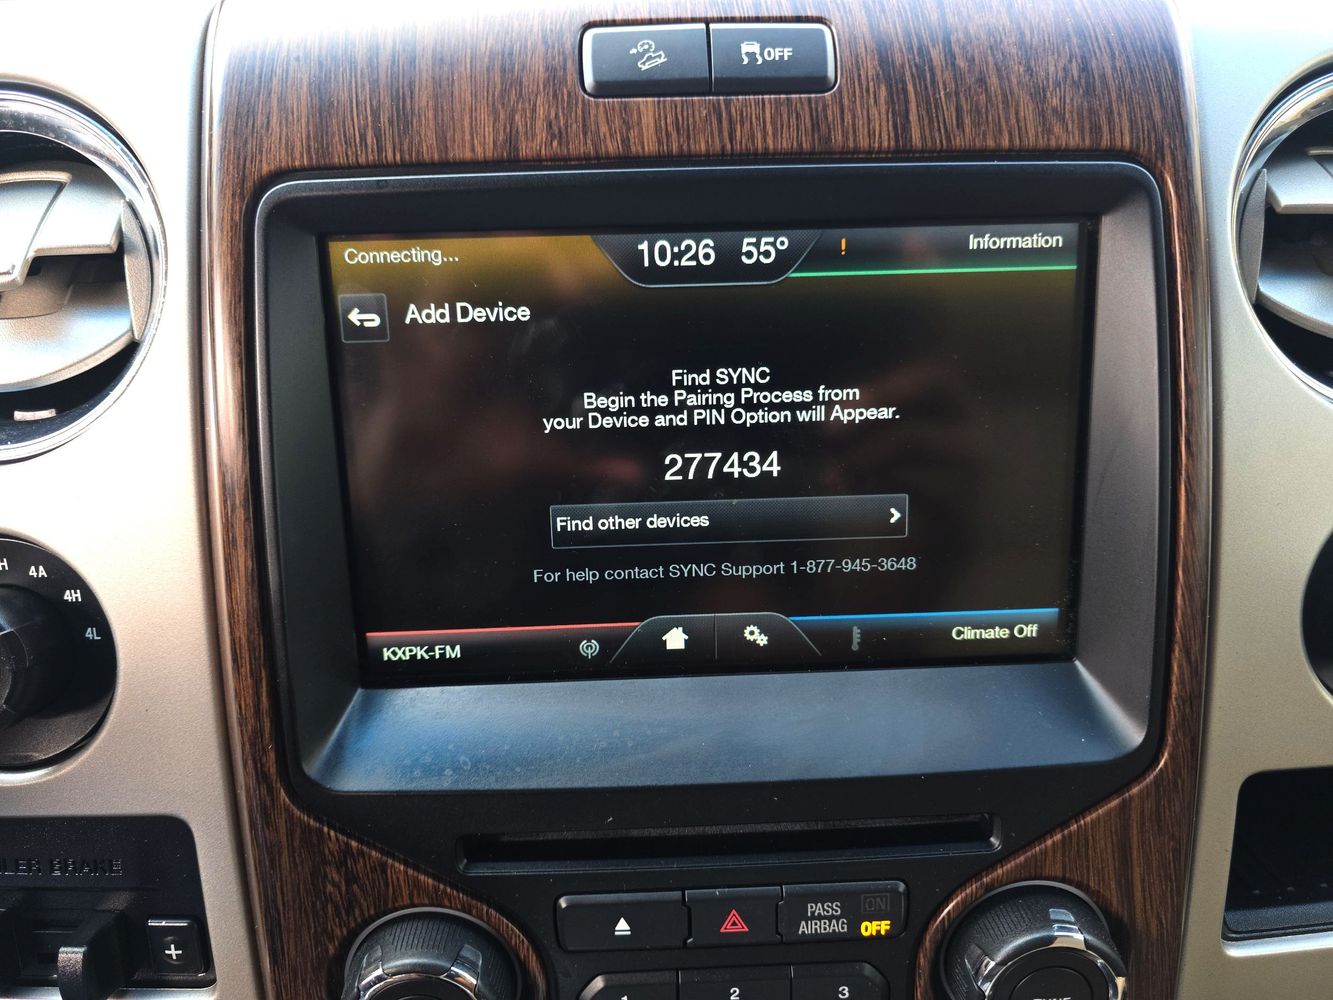 OFF
Connecting...
10:26 55° ! Information
Add Device
Find SYNC
Begin the Pairing Process from
your Device and PIN Option will Appear.
277434
Find other devices
For help contact SYNC Support 1-877-945-3648
KXPK-FM
Climate Off
4A
4H
4L
BRAKE
+
PASS
AIRBAG
ON
OFF
1 2 3